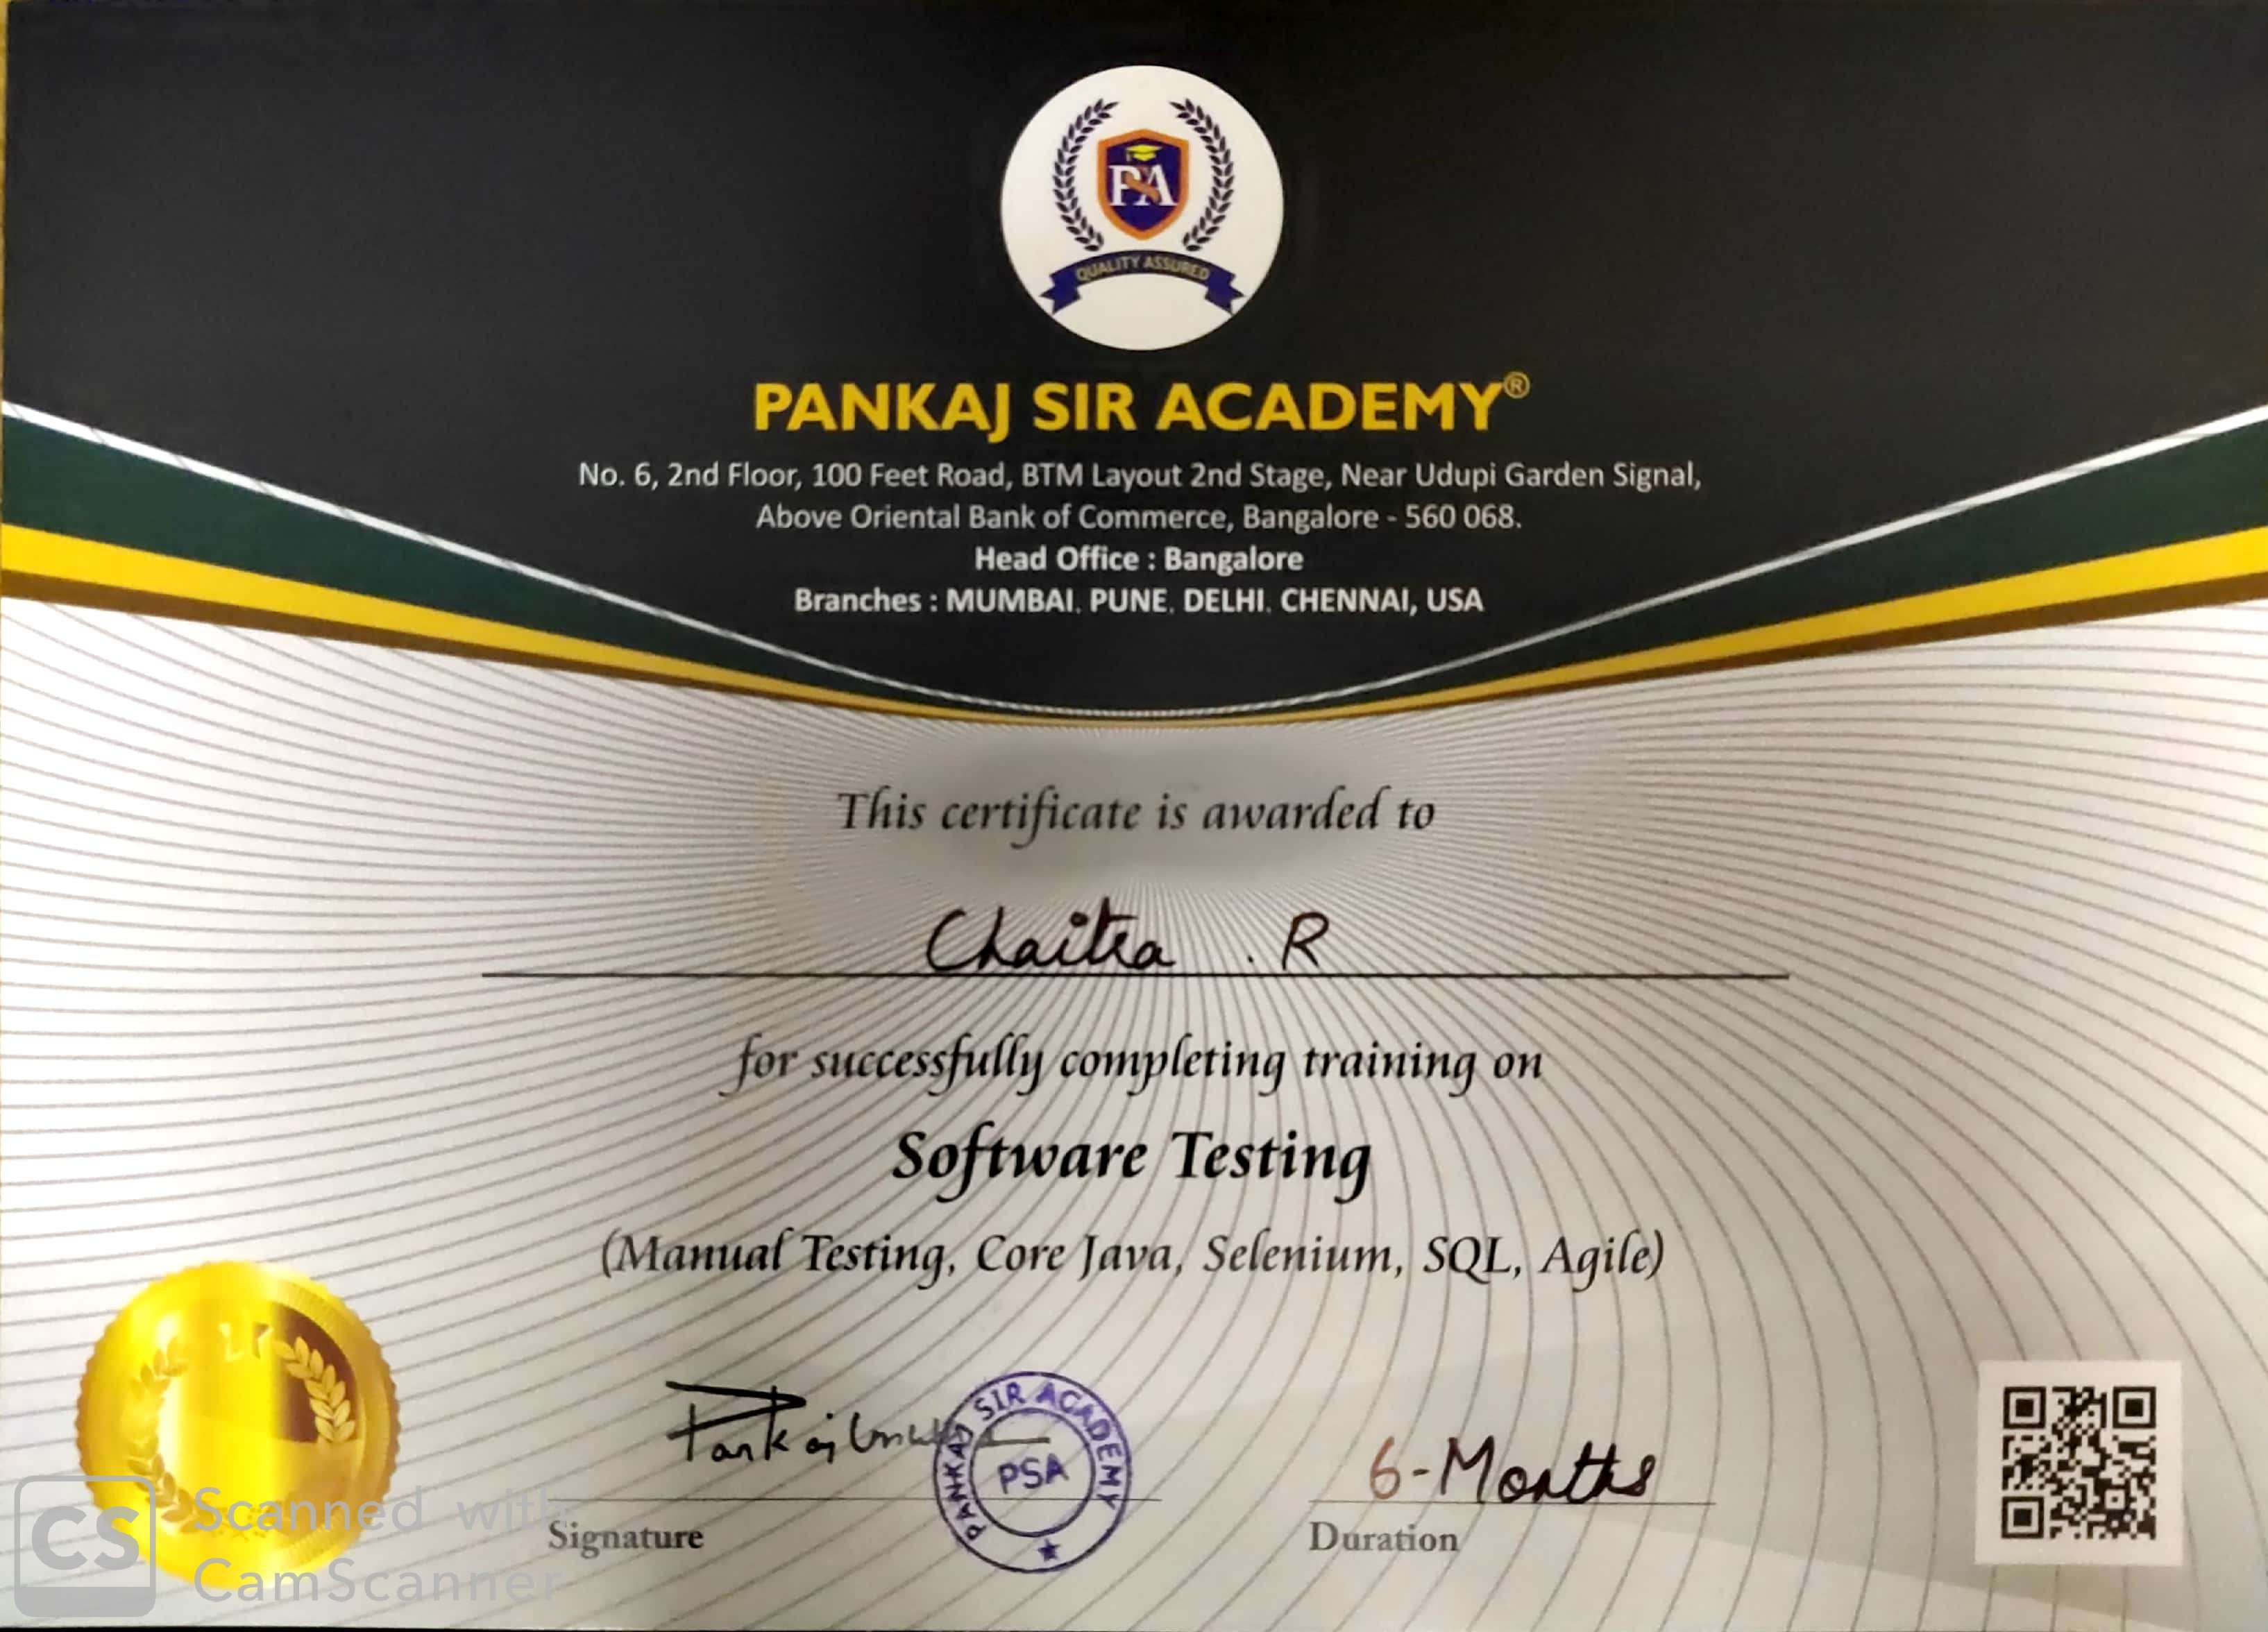 PSA
QUALITY ASSURED
PANKAJ SIR ACADEMY®
No. 6, 2nd Floor, 100 Feet Road, BTM Layout 2nd Stage, Near Udupi Garden Signal,
Above Oriental Bank of Commerce, Bangalore - 560 068.
Head Office : Bangalore
Branches : MUMBAI, PUNE, DELHI, CHENNAI, USA
This certificate is awarded to
Chaitra . R
for successfully completing training on
Software Testing
(Manual Testing, Core Java, Selenium, SQL, Agile)
Pankaj
PANKAJ SIR ACADEMY
PSA
6-Months
Signature
Duration
CS
Scanned with
CamScanner